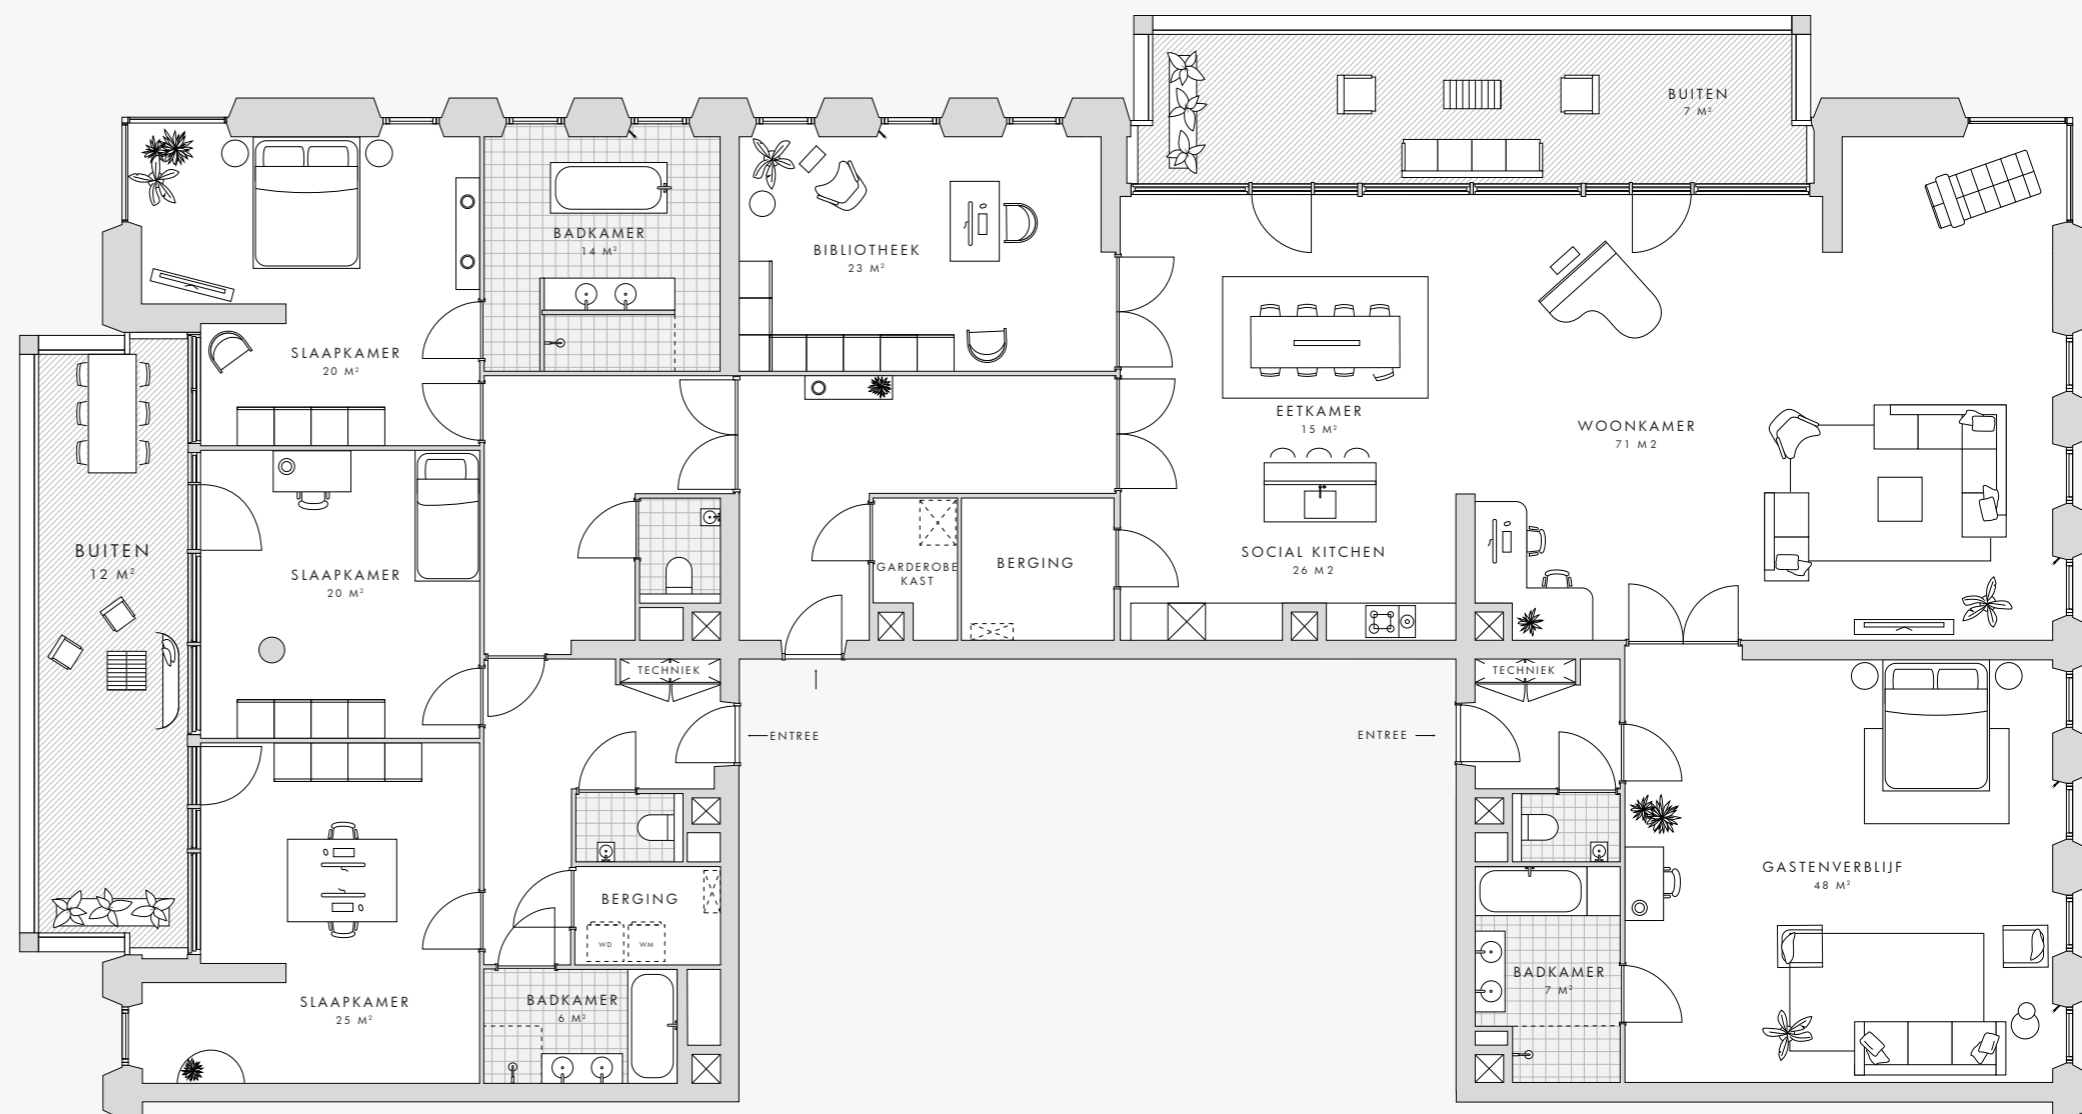 BUITEN
7 M²
BADKAMER
14 M²
BIBLIOTHEEK
23 M²
SLAAPKAMER
20 M²
EETKAMER
15 M²
WOONKAMER
71 M2
BUITEN
12 M²
SLAAPKAMER
20 M²
GARDEROBE
KAST
BERGING
SOCIAL KITCHEN
26 M2
TECHNIEK
TECHNIEK
ENTREE
ENTREE
BERGING
WD
WM
GASTENVERBLIJF
48 M²
SLAAPKAMER
25 M²
BADKAMER
6 M²
BADKAMER
7 M²